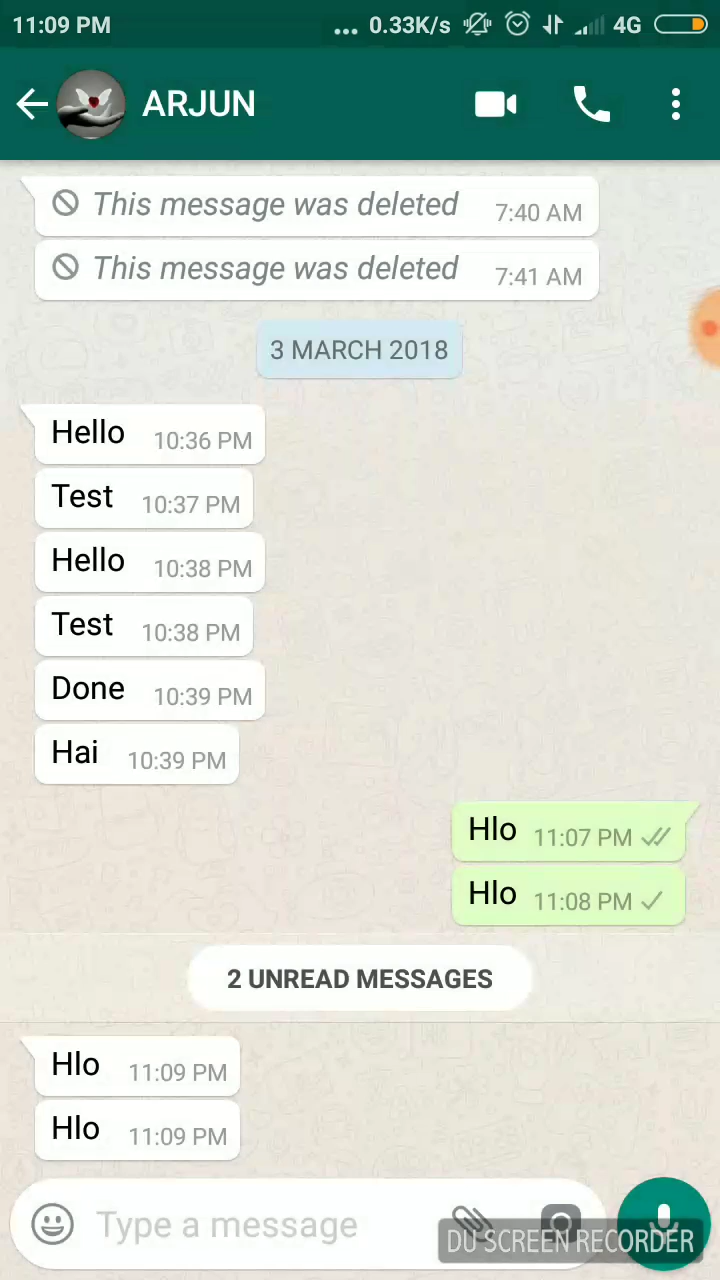 11:09 PM ... 0.33K/s 4G
ARJUN
This message was deleted 7:40 AM
This message was deleted 7:41 AM
3 MARCH 2018
Hello 10:36 PM
Test 10:37 PM
Hello 10:38 PM
Test 10:38 PM
Done 10:39 PM
Hai 10:39 PM
Hlo 11:07 PM
Hlo 11:08 PM
2 UNREAD MESSAGES
Hlo 11:09 PM
Hlo 11:09 PM
Type a message
DU SCREEN RECORDER